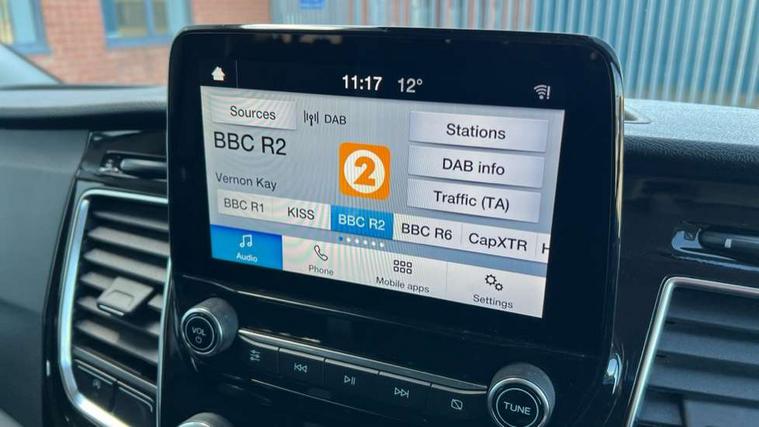 11:17 12°
Sources DAB
Stations
BBC R2
2
DAB info
Vernon Kay
Traffic (TA)
BBC R1 KISS BBC R2 BBC R6 CapXTR H
Audio Phone Mobile apps Settings
VOL
TUNE